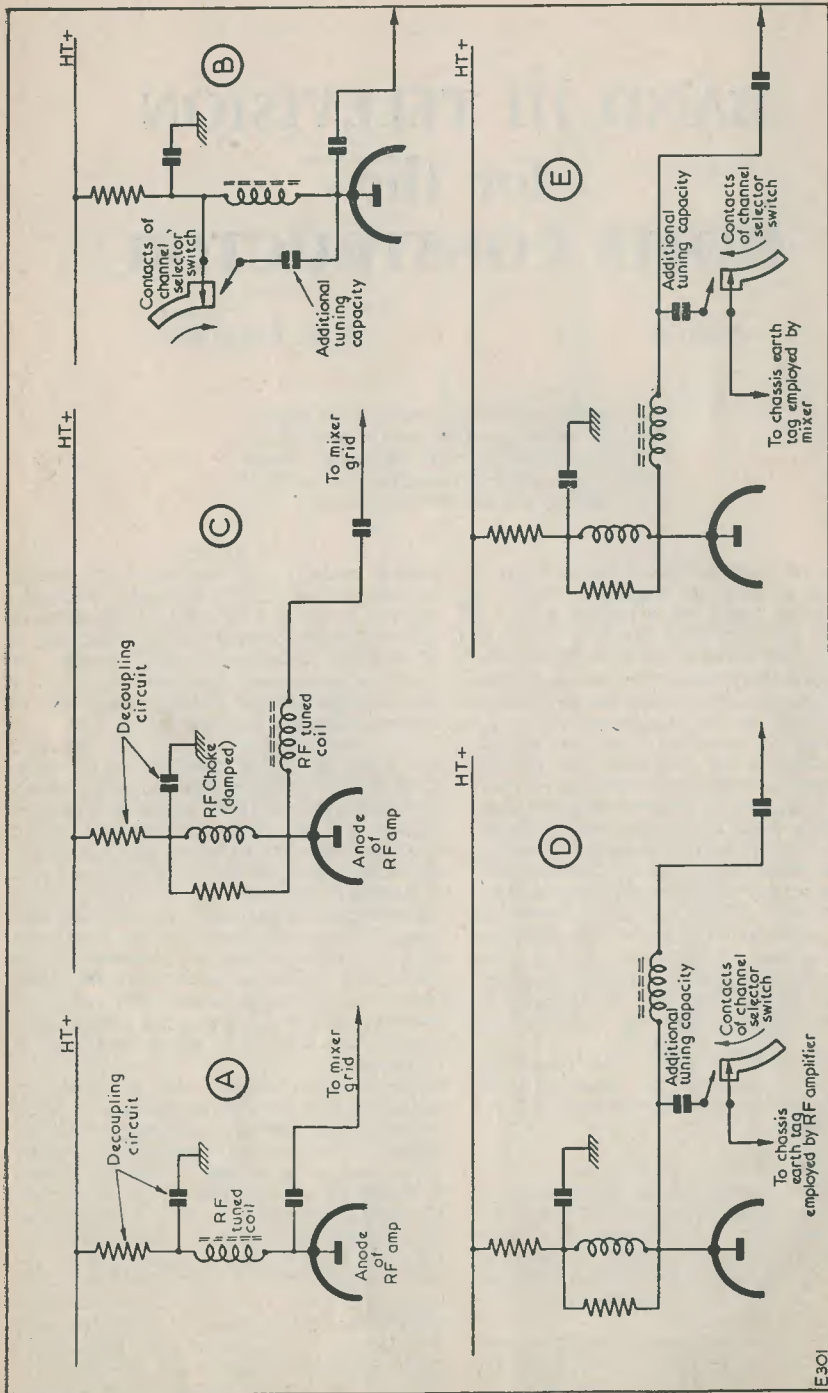 HT+
Decoupling
circuit
A
RF
tuned
coil
To mixer
grid
Anode
of
RF amp
HT+
Decoupling
circuit
C
RF Choke
(damped)
RF tuned
coil
To mixer
grid
Anode
of
RF amp
HT+
B
Contacts of
channel
selector
switch
Additional
tuning
capacity
HT+
D
Additional
tuning capacity
Contacts
of channel
selector
switch
To chassis
earth tag
employed by RF amplifier
HT+
E
Additional
tuning capacity
Contacts
of channel
selector
switch
To chassis earth
tag employed by
mixer
E301